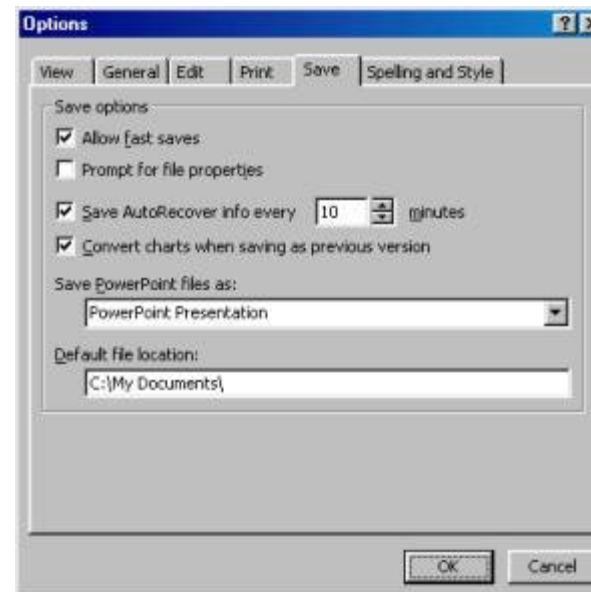 Options
View General Edit Print Save Spelling and Style
Save options
Allow fast saves
Prompt for file properties
Save AutoRecover info every 10 minutes
Convert charts when saving as previous version
Save PowerPoint files as:
PowerPoint Presentation
Default file location:
C:\My Documents\
OK Cancel